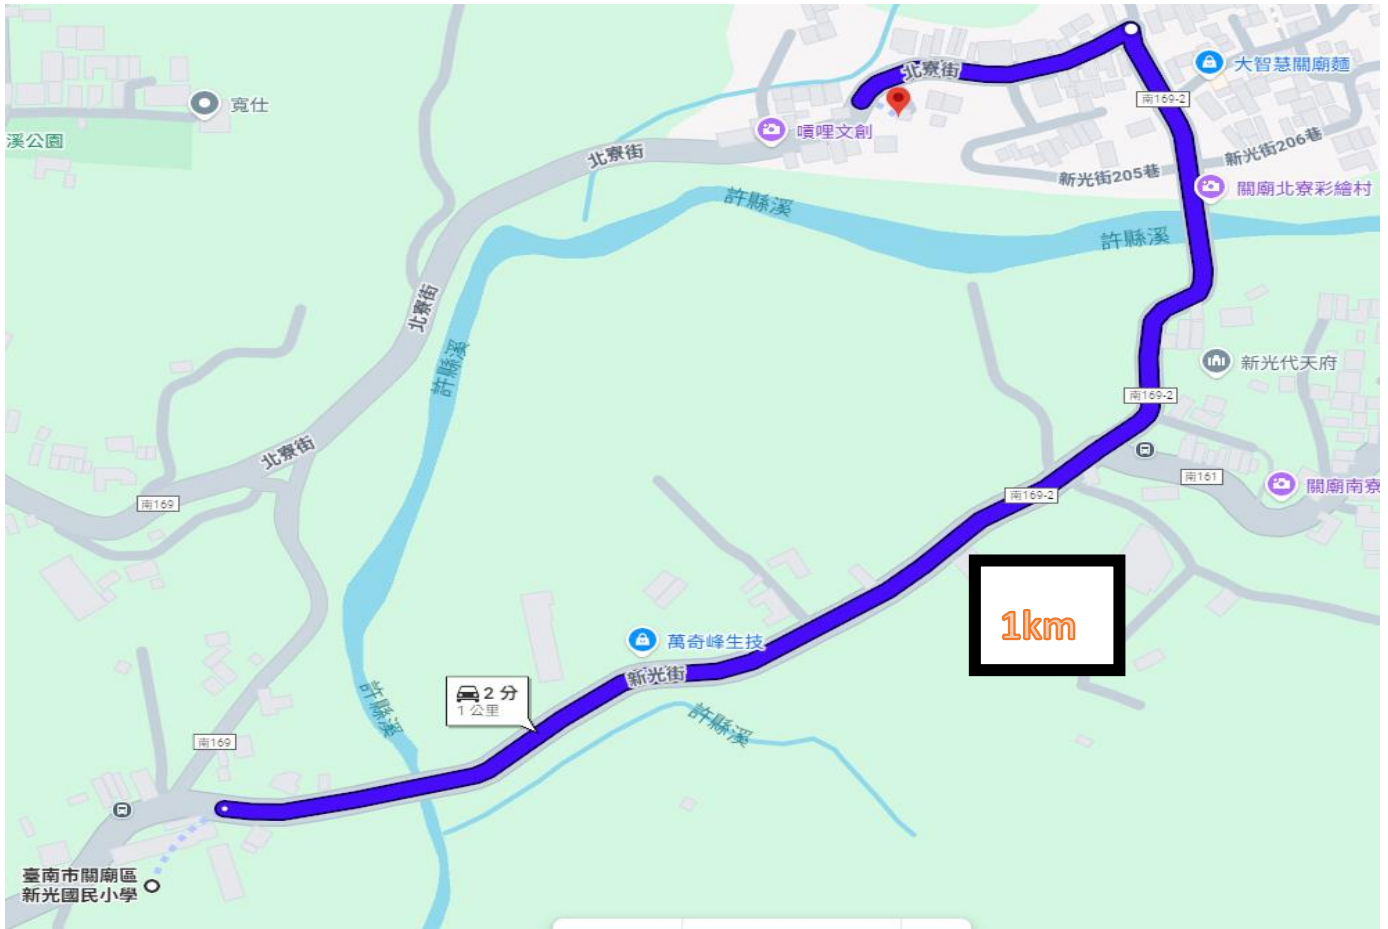 北寮街
大智慧關廟麵
南169-2
寬仕
溪公園
嘖哩文創
北寮街
新光街206巷
新光街205巷
關廟北寮彩繪村
許縣溪
許縣溪
北寮街
許縣溪
新光代天府
南169-2
北寮街
南161
關廟南寮
南169-2
南169
1km
萬奇峰生技
新光街
2 分
1 公里
許縣溪
許縣溪
南169
臺南市關廟區
新光國民小學